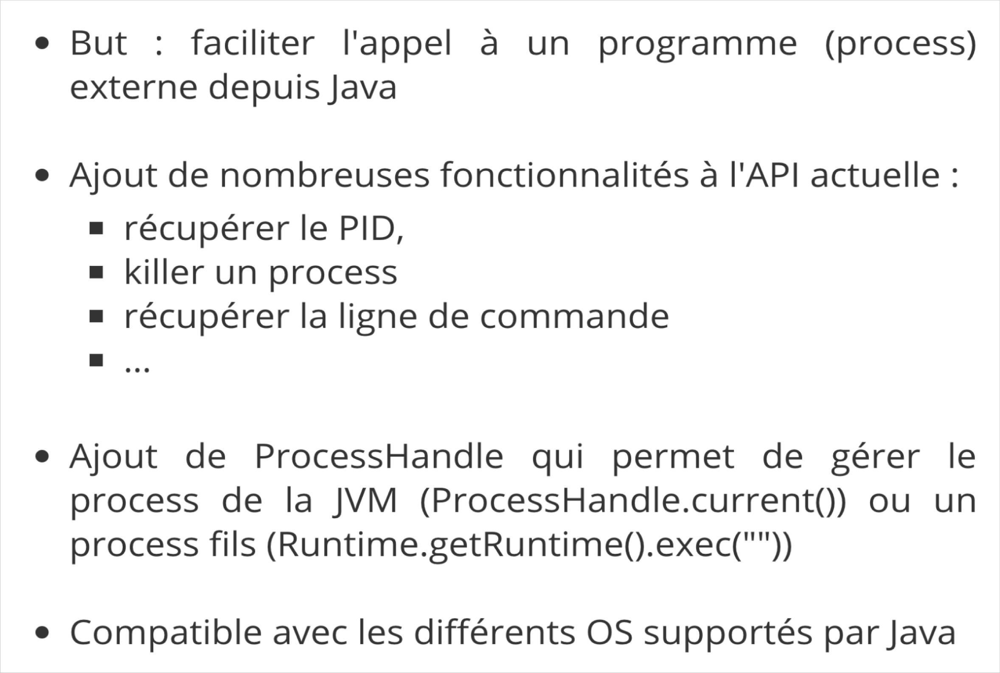 • But : faciliter l'appel à un programme (process)
externe depuis Java
• Ajout de nombreuses fonctionnalités à l'API actuelle :
▪ récupérer le PID,
▪ killer un process
▪ récupérer la ligne de commande
▪ ...
• Ajout de ProcessHandle qui permet de gérer le
process de la JVM (ProcessHandle.current()) ou un
process fils (Runtime.getRuntime().exec("""))
• Compatible avec les différents OS supportés par Java